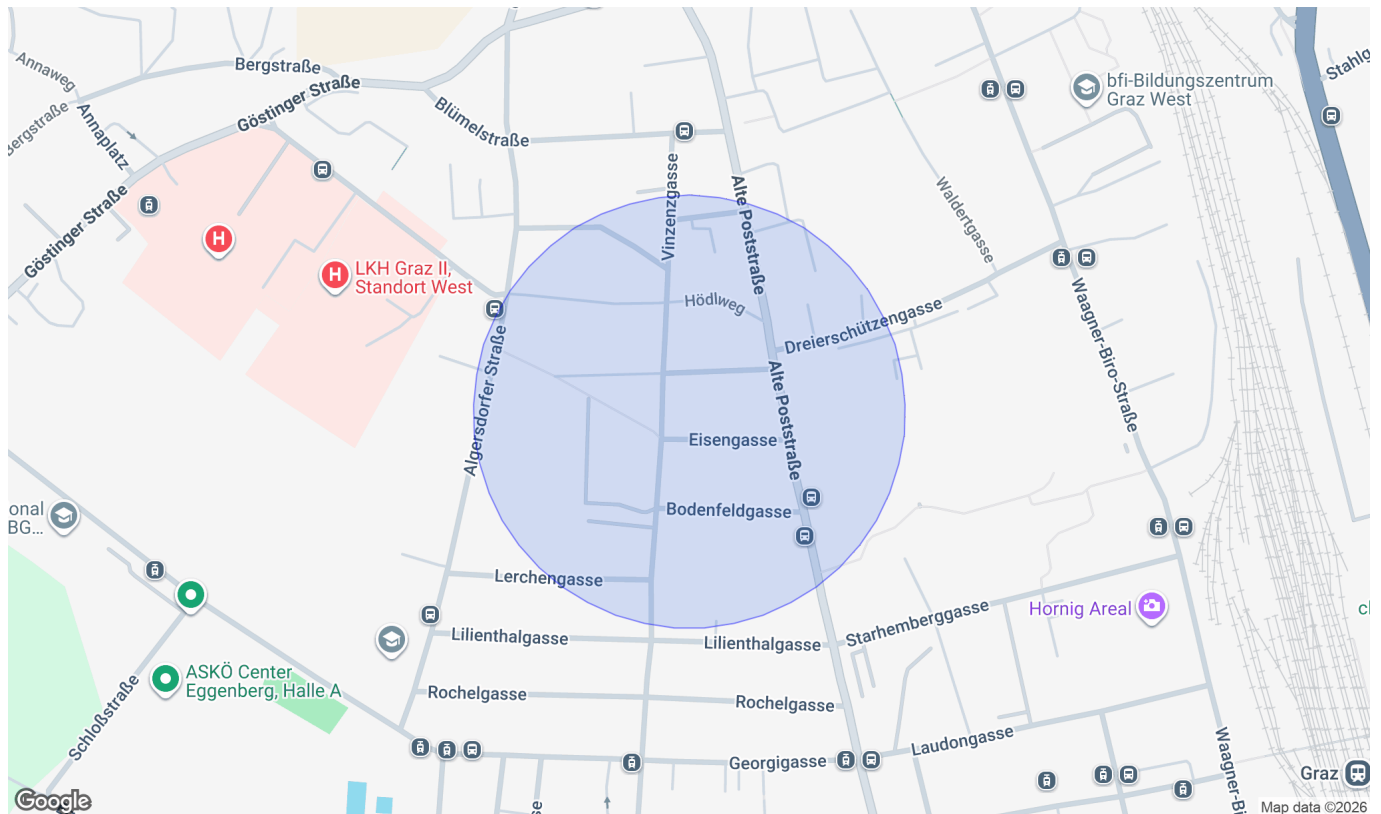 Annaweg
Bergstraße
Bergstraße
Göstinger Straße
Annaplatz
Blümelstraße
Göstinger Straße
LKH Graz II,
Standort West
Vinzenzgasse
Alte Poststraße
Waldertgasse
bfi-Bildungszentrum
Graz West
Stahlg
Hödlweg
Dreierschützengasse
Waagner-Biro-Straße
Algersdorfer Straße
Alte Poststraße
Eisengasse
Bodenfeldgasse
onal
BG...
Lerchengasse
Lilienthalgasse
Lilienthalgasse
Starhemberggasse
Hornig Areal
ASKÖ Center
Eggenberg, Halle A
Schloßstraße
Rochelgasse
Rochelgasse
Georgigasse
Laudongasse
Waagner-Bi
Graz
H
H
Google
Map data ©2026